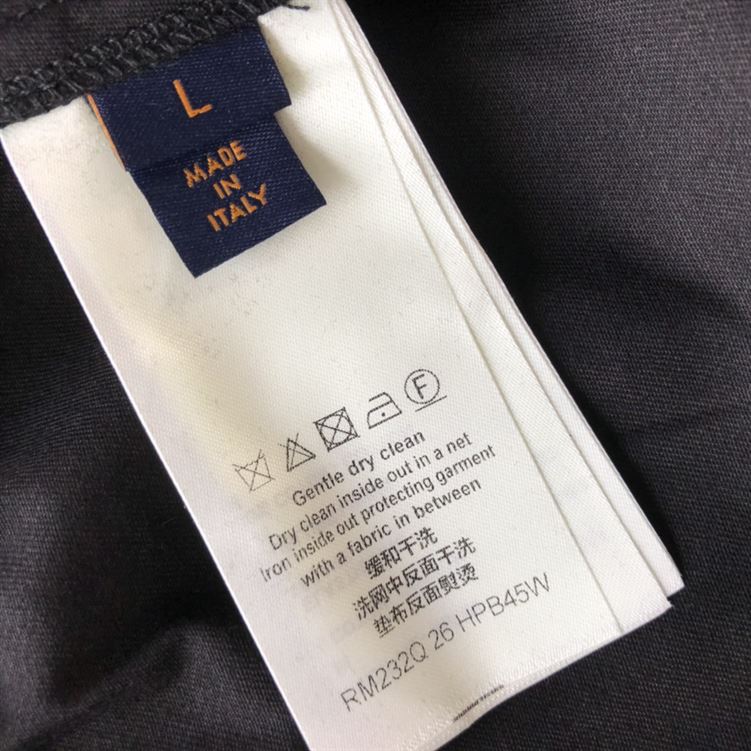 L
MADE
IN
ITALY
F
Gentle dry clean
Dry clean inside out in a net
Iron inside out protecting garment
with a fabric in between
缓和干洗
洗网中反面干洗
垫布反面熨烫
RM232Q 26 HPB45W